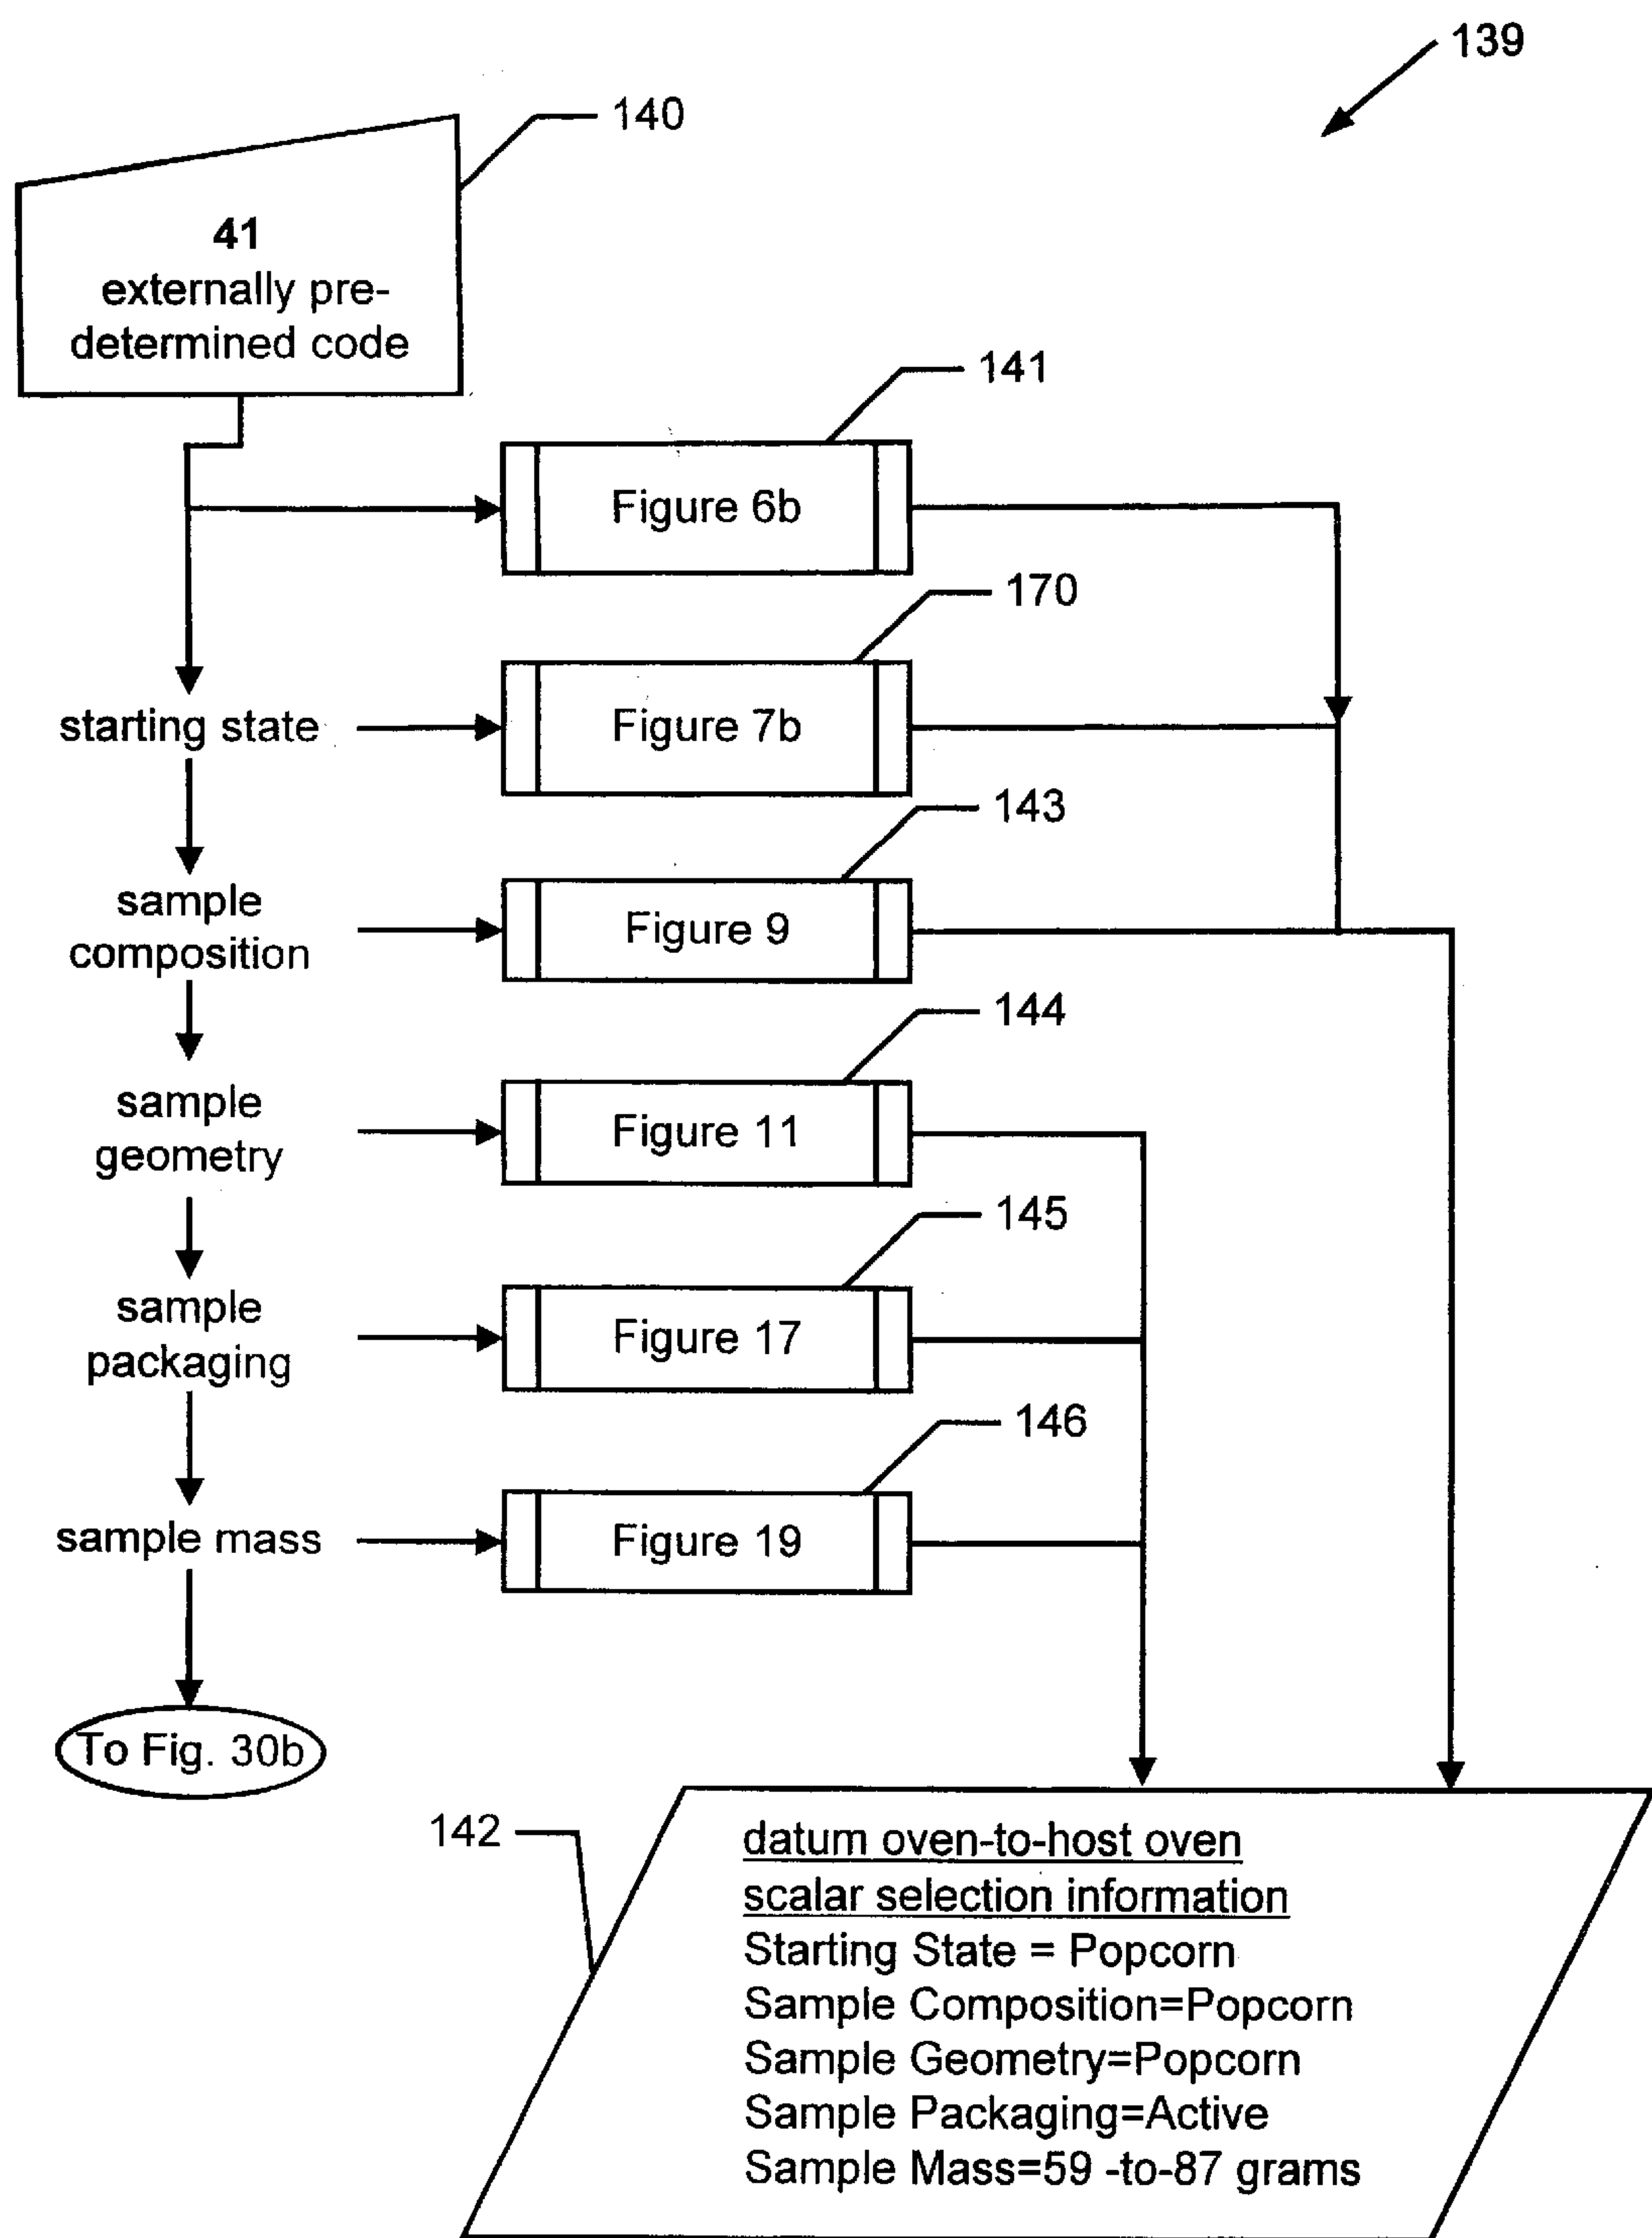 139
140
41
externally pre-
determined code
141
Figure 6b
170
starting state
Figure 7b
143
sample
composition
Figure 9
144
sample
geometry
Figure 11
145
sample
packaging
Figure 17
146
sample mass
Figure 19
To Fig. 30b
142
datum oven-to-host oven
scalar selection information
Starting State = Popcorn
Sample Composition=Popcorn
Sample Geometry=Popcorn
Sample Packaging=Active
Sample Mass=59 -to-87 grams